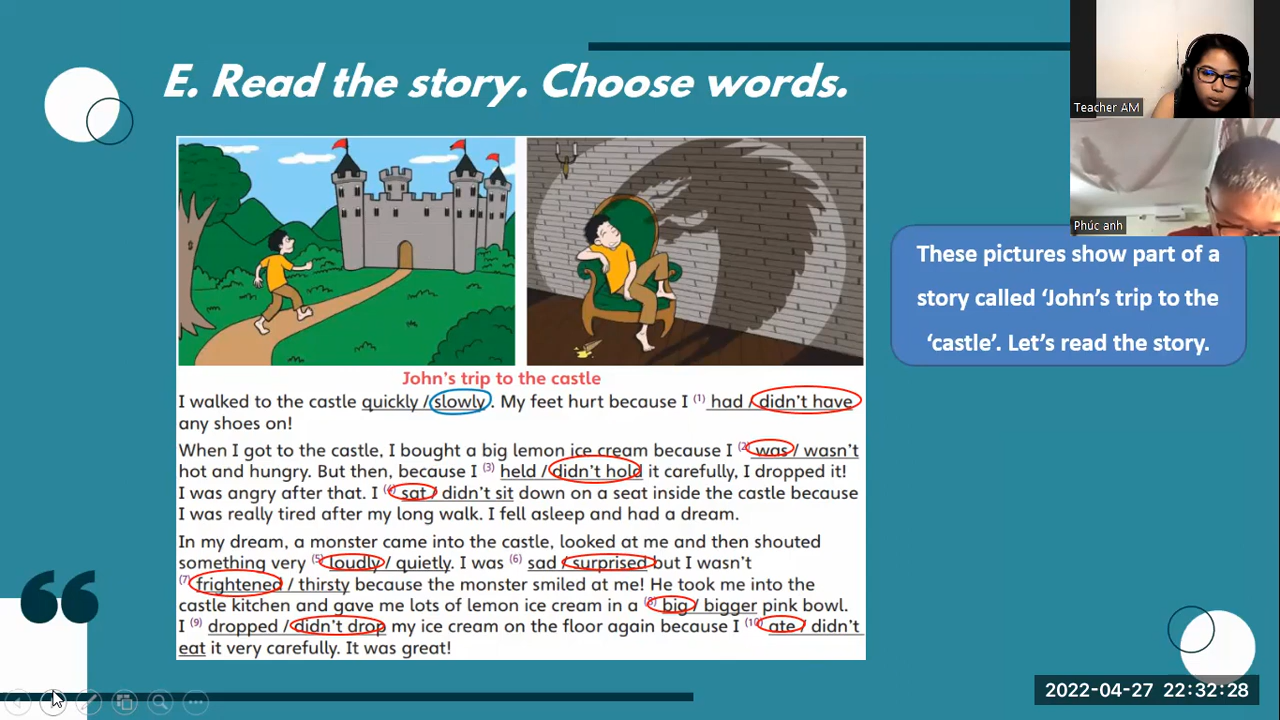 E. Read the story. Choose words.
Teacher AM
Phúc anh
These pictures show part of a
story called ‘John’s trip to the
‘castle’. Let’s read the story.
John’s trip to the castle
I walked to the castle quickly / slowly. My feet hurt because I (1) had / didn’t have
any shoes on!
When I got to the castle, I bought a big lemon ice cream because I (2) was / wasn’t
hot and hungry. But then, because I (3) held / didn’t hold it carefully, I dropped it!
I was angry after that. I (4) sat / didn’t sit down on a seat inside the castle because
I was really tired after my long walk. I fell asleep and had a dream.
In my dream, a monster came into the castle, looked at me and then shouted
something very (5) loudly / quietly. I was (6) sad / surprised but I wasn’t
(7) frightened / thirsty because the monster smiled at me! He took me into the
castle kitchen and gave me lots of lemon ice cream in a (8) big / bigger pink bowl.
I (9) dropped / didn’t drop my ice cream on the floor again because I (10) ate / didn’t
eat it very carefully. It was great!
2022-04-27 22:32:28